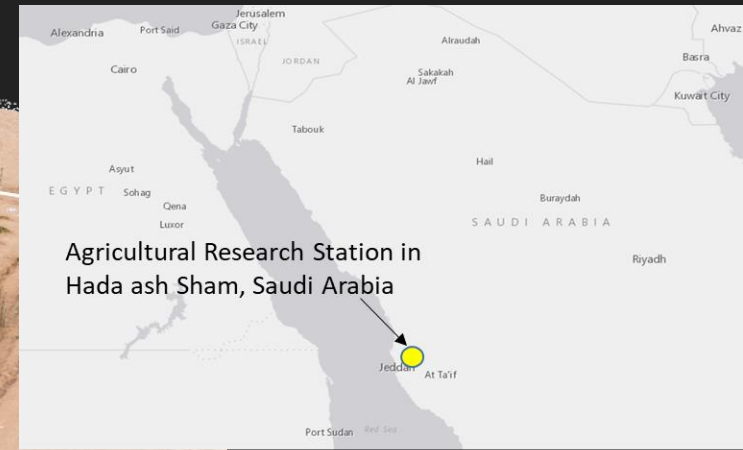 Jerusalem
Alexandria
Port Said
Gaza City
ISRAEL
Alraudah
Ahvaz
JORDAN
Basra
Cairo
Sakakah
Al Jawf
Kuwait City
Tabouk
Hail
Asyut
EGYPT
Sohag
Qena
Buraydah
Luxor
SAUDI ARABIA
Agricultural Research Station in
Hada ash Sham, Saudi Arabia
Riyadh
Jeddah
At Ta'if
Port Sudan
Red Sea